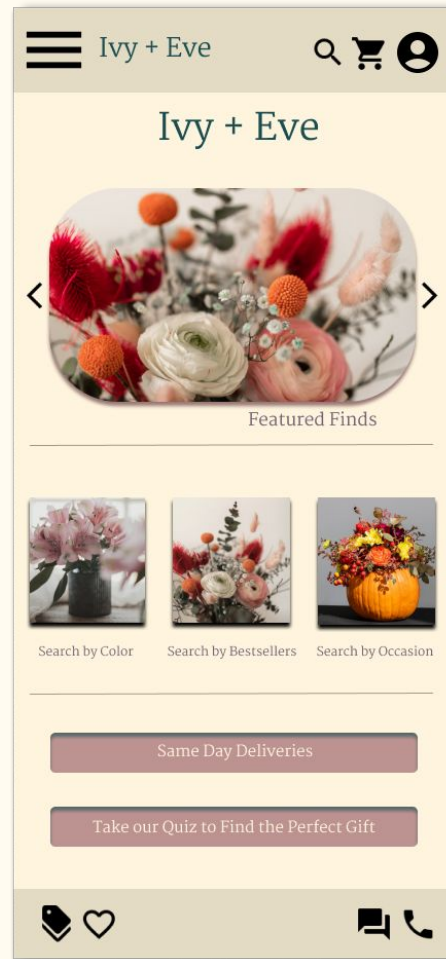 Ivy + Eve
Ivy + Eve
Featured Finds
Search by Color
Search by Bestsellers
Search by Occasion
Same Day Deliveries
Take our Quiz to Find the Perfect Gift